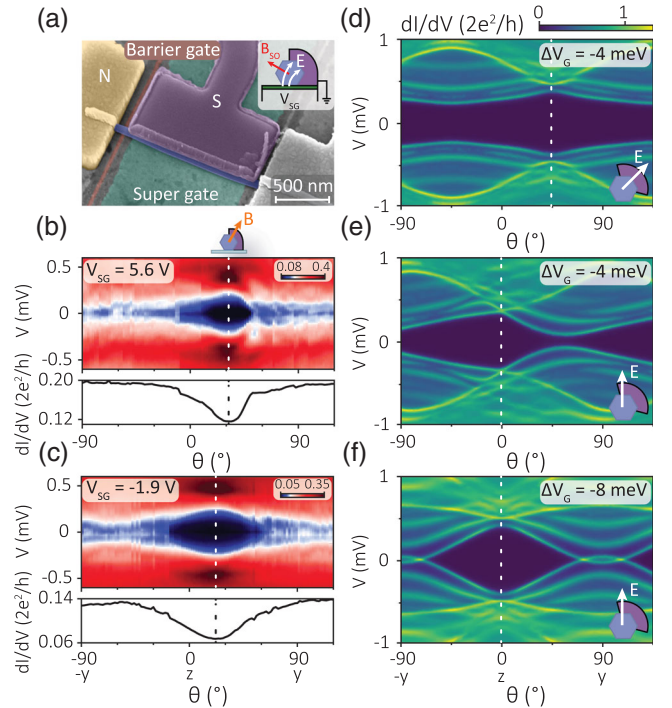 (a)
Barrier gate
N
S
B_SO
E
V_SG
Super gate
500 nm
(b)
B
V_SG = 5.6 V
0.08 0.4
V (mV)
0.5
0
-0.5
dI/dV (2e²/h)
0.20
0.12
-90 0 90
θ (°)
(c)
V_SG = -1.9 V
0.05 0.35
V (mV)
0.5
0
-0.5
dI/dV (2e²/h)
0.14
0.06
-90 0 90
-y z y
θ (°)
dI/dV (2e²/h)
0 1
(d)
ΔV_G = -4 meV
V (mV)
1
0
-1
E
-90 0 90
θ (°)
(e)
ΔV_G = -4 meV
V (mV)
1
0
-1
E
-90 0 90
θ (°)
(f)
ΔV_G = -8 meV
V (mV)
1
0
-1
E
-90 0 90
-y z y
θ (°)